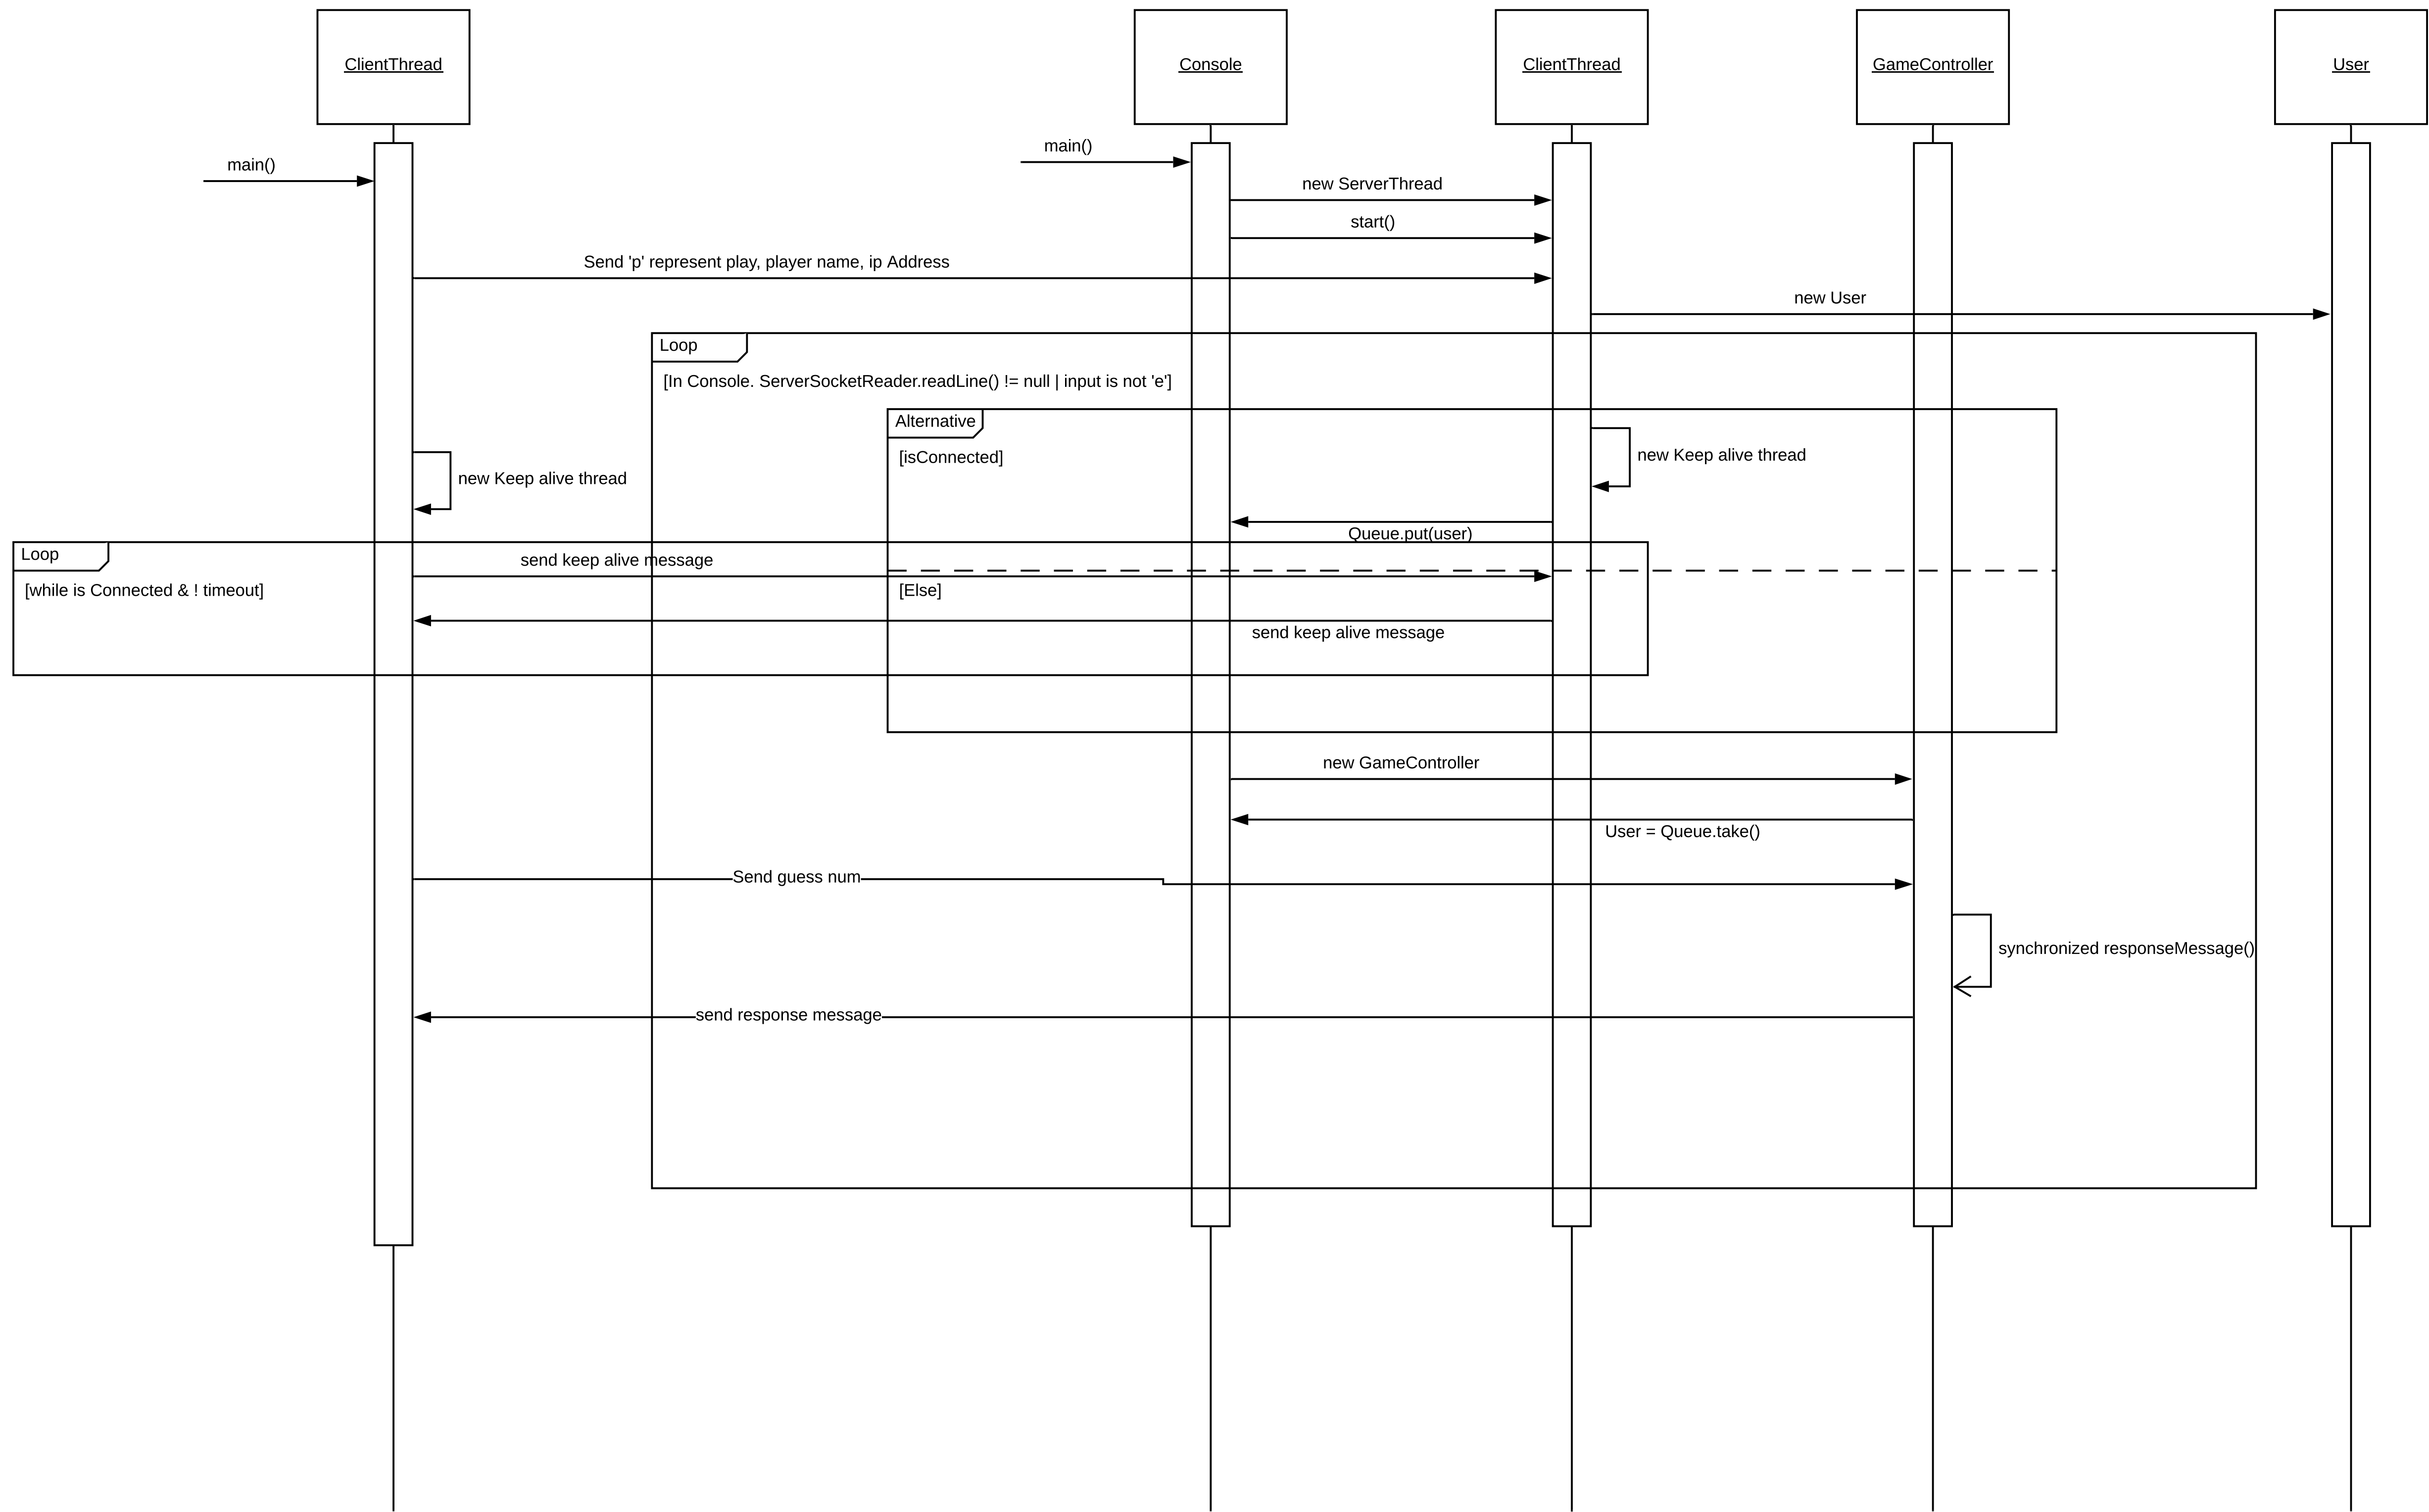 ClientThread
Console
ClientThread
GameController
User
main()
main()
new ServerThread
start()
Send 'p' represent play, player name, ip Address
new User
Loop
[In Console. ServerSocketReader.readLine() != null | input is not 'e']
Alternative
[isConnected]
new Keep alive thread
new Keep alive thread
Queue.put(user)
Loop
send keep alive message
[while is Connected & ! timeout]
[Else]
send keep alive message
new GameController
User = Queue.take()
Send guess num
synchronized responseMessage()
send response message